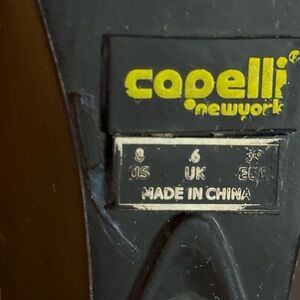 capelli®
newyork
8 6
US UK EUR
MADE IN CHINA